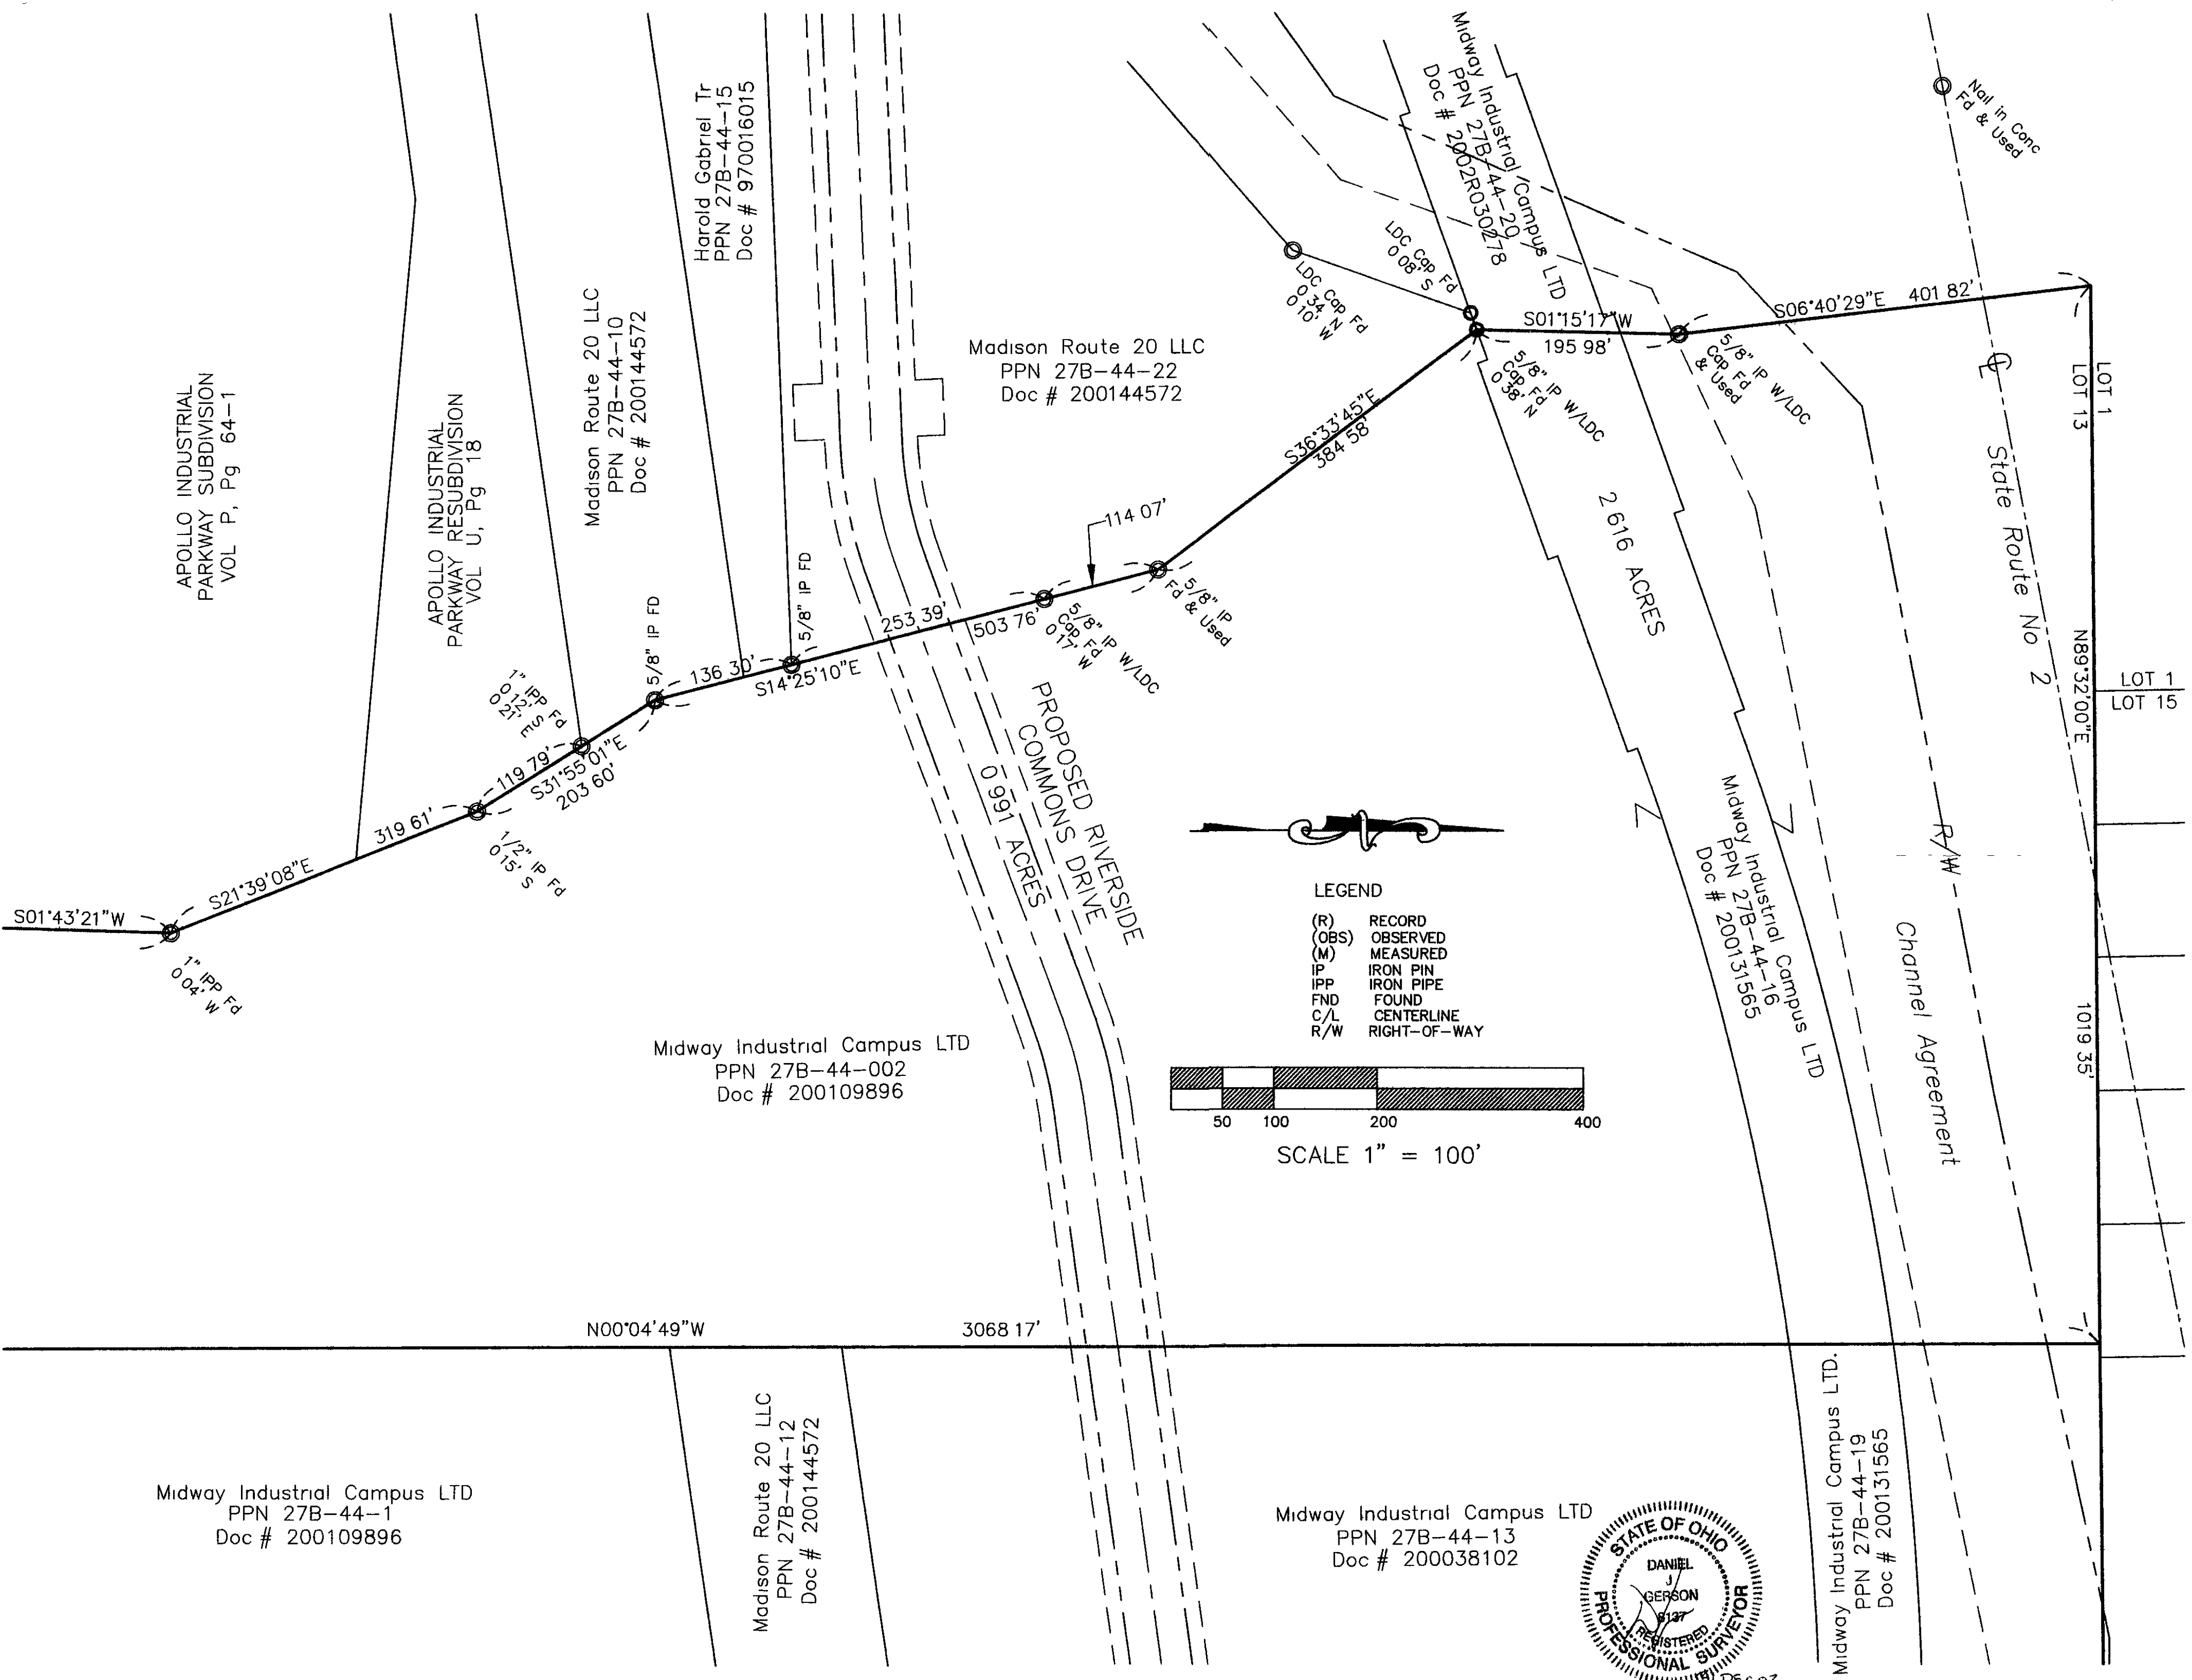 APOLLO INDUSTRIAL
PARKWAY SUBDIVISION
VOL P, Pg 64-1
APOLLO INDUSTRIAL
PARKWAY RESUBDIVISION
VOL U, Pg 18
Madison Route 20 LLC
PPN 27B-44-10
Doc # 200144572
Harold Gabriel Tr
PPN 27B-44-15
Doc # 970016015
Madison Route 20 LLC
PPN 27B-44-22
Doc # 200144572
Midway Industrial Campus LTD
PPN 27B-44-20
Doc # 2002R030278
Nail in Conc
Fd & Used
LDC Cap Fd
0 34' N
0 10' W
LDC Cap Fd
0 08' S
S01°15'17"W
195 98'
S06°40'29"E 401 82'
5/8" IP W/LDC
Cap Fd
0 38' N
5/8" IP W/LDC
Cap Fd
& Used
LOT 1
LOT 13
State Route No 2
N89°32'00"E
1019 35'
LOT 1
LOT 15
S36°33'45"E
384 58'
114 07'
5/8" IP
Fd & Used
5/8" IP W/LDC
Cap Fd
0 17' W
253 39'
503 76'
S14°25'10"E
136 30'
5/8" IP FD
5/8" IP FD
1" IPP Fd
0 12' S
0 21' E
119 79'
S31°55'01"E
203 60'
1/2" IP Fd
0 15' S
319 61'
S21°39'08"E
S01°43'21"W
1" IPP Fd
0 04' W
2 616 ACRES
PROPOSED RIVERSIDE
COMMONS DRIVE
0 991 ACRES
LEGEND
(R) RECORD
(OBS) OBSERVED
(M) MEASURED
IP IRON PIN
IPP IRON PIPE
FND FOUND
C/L CENTERLINE
R/W RIGHT-OF-WAY
50 100 200 400
SCALE 1" = 100'
Midway Industrial Campus LTD
PPN 27B-44-16
Doc # 200131565
R/W
Channel Agreement
Midway Industrial Campus LTD
PPN 27B-44-002
Doc # 200109896
N00°04'49"W 3068 17'
Midway Industrial Campus LTD
PPN 27B-44-1
Doc # 200109896
Madison Route 20 LLC
PPN 27B-44-12
Doc # 200144572
Midway Industrial Campus LTD
PPN 27B-44-13
Doc # 200038102
Midway Industrial Campus LTD.
PPN 27B-44-19
Doc # 200131565
STATE OF OHIO
DANIEL
J
GERSON
8137
REGISTERED
PROFESSIONAL SURVEYOR